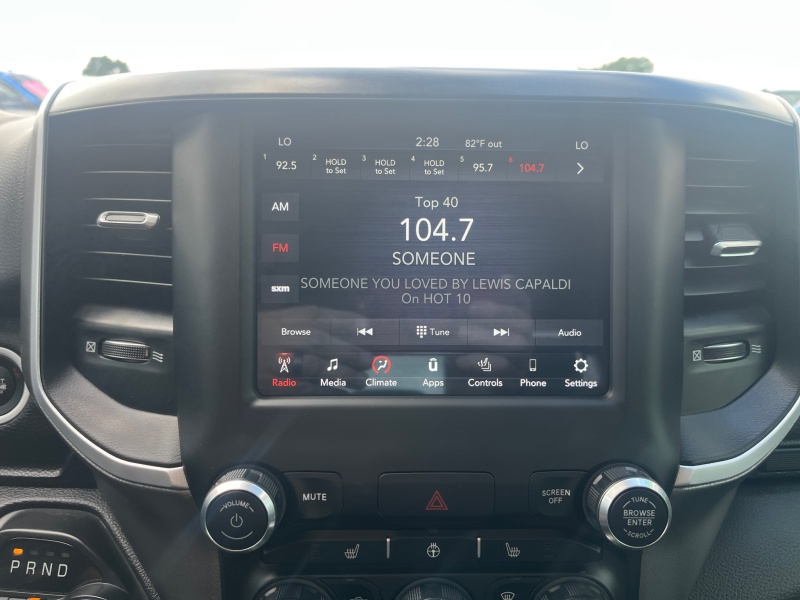 LO 2:28 82°F out LO
1 92.5 2 HOLD to Set 3 HOLD to Set 4 HOLD to Set 5 95.7 6 104.7
AM
Top 40
104.7
FM
SOMEONE
sxm
SOMEONE YOU LOVED BY LEWIS CAPALDI
On HOT 10
Browse Tune Audio
Radio Media Climate Apps Controls Phone Settings
VOLUME
MUTE
SCREEN
OFF
TUNE
BROWSE
ENTER
SCROLL
PRND